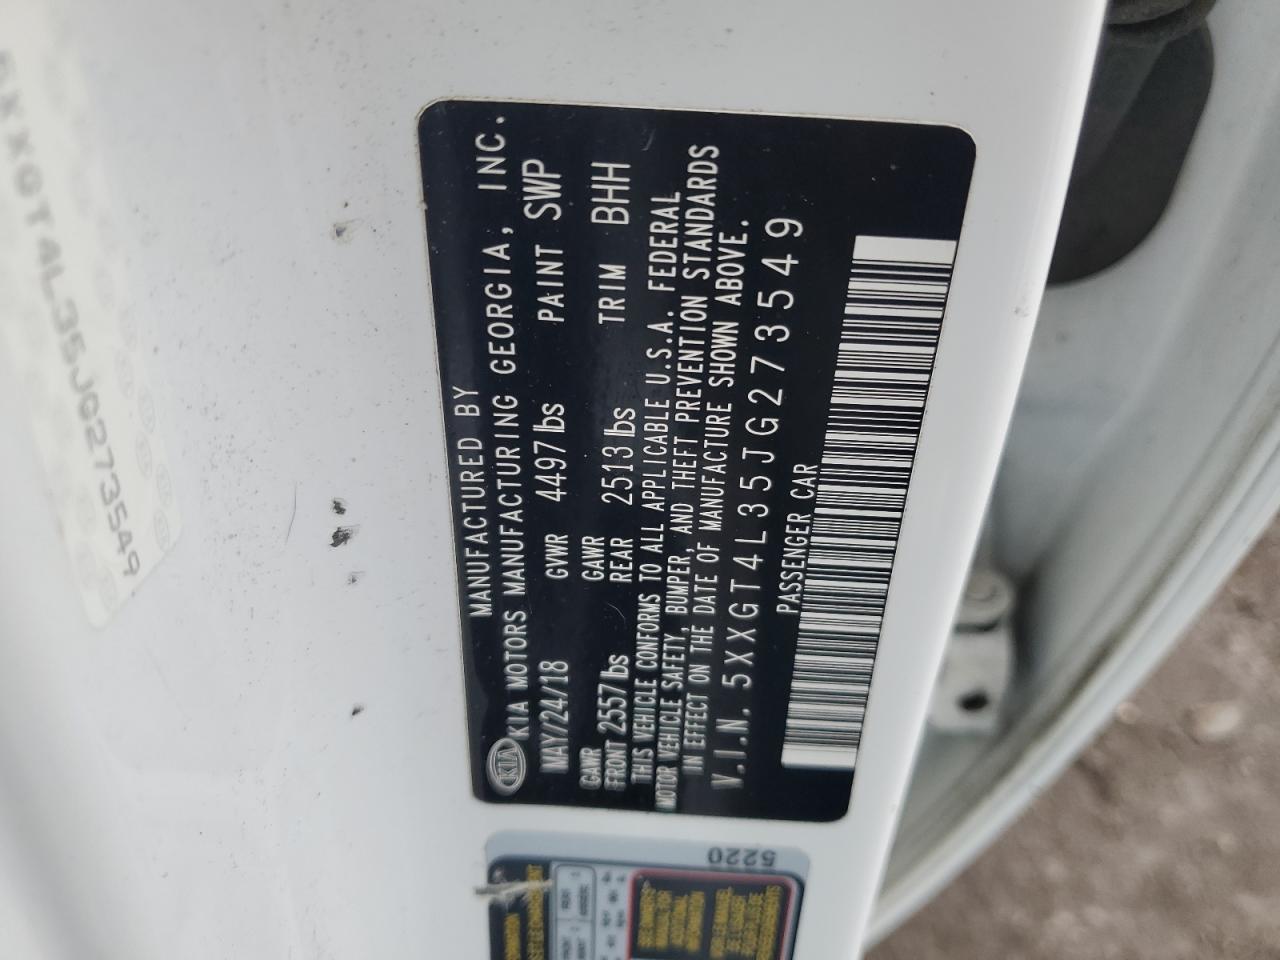 MANUFACTURED BY
KIA KIA MOTORS MANUFACTURING GEORGIA, INC.
MAY/24/18 GVWR 4497 lbs PAINT SWP
GAWR FRONT 2557 lbs GAWR REAR 2513 lbs TRIM BHH
THIS VEHICLE CONFORMS TO ALL APPLICABLE U.S.A. FEDERAL
MOTOR VEHICLE SAFETY, BUMPER, AND THEFT PREVENTION STANDARDS
IN EFFECT ON THE DATE OF MANUFACTURE SHOWN ABOVE.
V.I.N. 5XXGT4L35JG273549
PASSENGER CAR
5XXGT4L35JG273549
5220